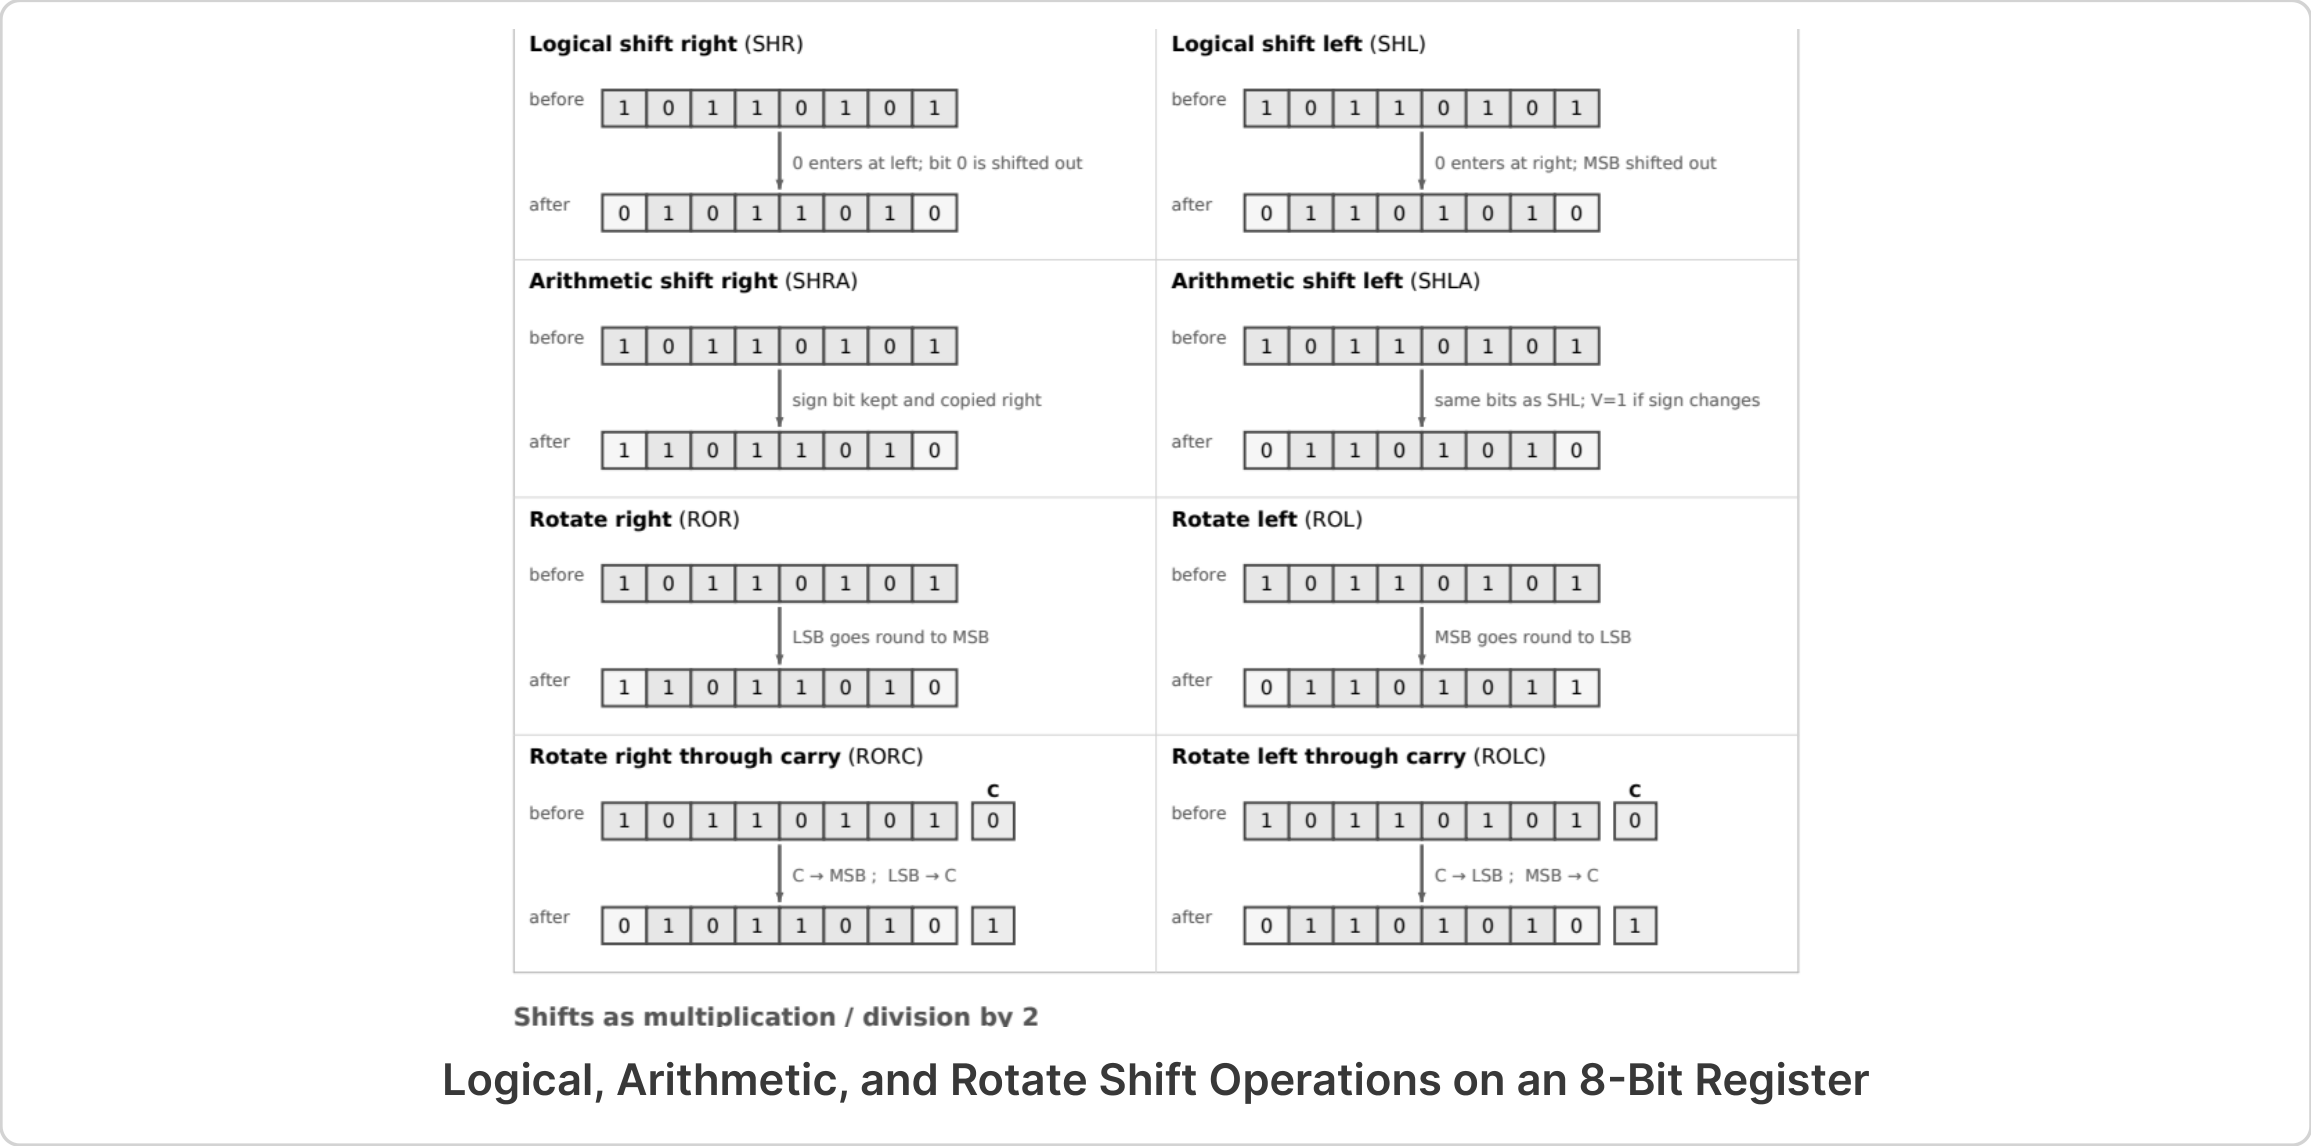 Logical shift right (SHR)
before 1 0 1 1 0 1 0 1
0 enters at left; bit 0 is shifted out
after 0 1 0 1 1 0 1 0
Logical shift left (SHL)
before 1 0 1 1 0 1 0 1
0 enters at right; MSB shifted out
after 0 1 1 0 1 0 1 0
Arithmetic shift right (SHRA)
before 1 0 1 1 0 1 0 1
sign bit kept and copied right
after 1 1 0 1 1 0 1 0
Arithmetic shift left (SHLA)
before 1 0 1 1 0 1 0 1
same bits as SHL; V=1 if sign changes
after 0 1 1 0 1 0 1 0
Rotate right (ROR)
before 1 0 1 1 0 1 0 1
LSB goes round to MSB
after 1 1 0 1 1 0 1 0
Rotate left (ROL)
before 1 0 1 1 0 1 0 1
MSB goes round to LSB
after 0 1 1 0 1 0 1 1
Rotate right through carry (RORC)
C
before 1 0 1 1 0 1 0 1 0
C → MSB ; LSB → C
after 0 1 0 1 1 0 1 0 1
Rotate left through carry (ROLC)
C
before 1 0 1 1 0 1 0 1 0
C → LSB ; MSB → C
after 0 1 1 0 1 0 1 0 1
Shifts as multiplication / division by 2
Logical, Arithmetic, and Rotate Shift Operations on an 8-Bit Register